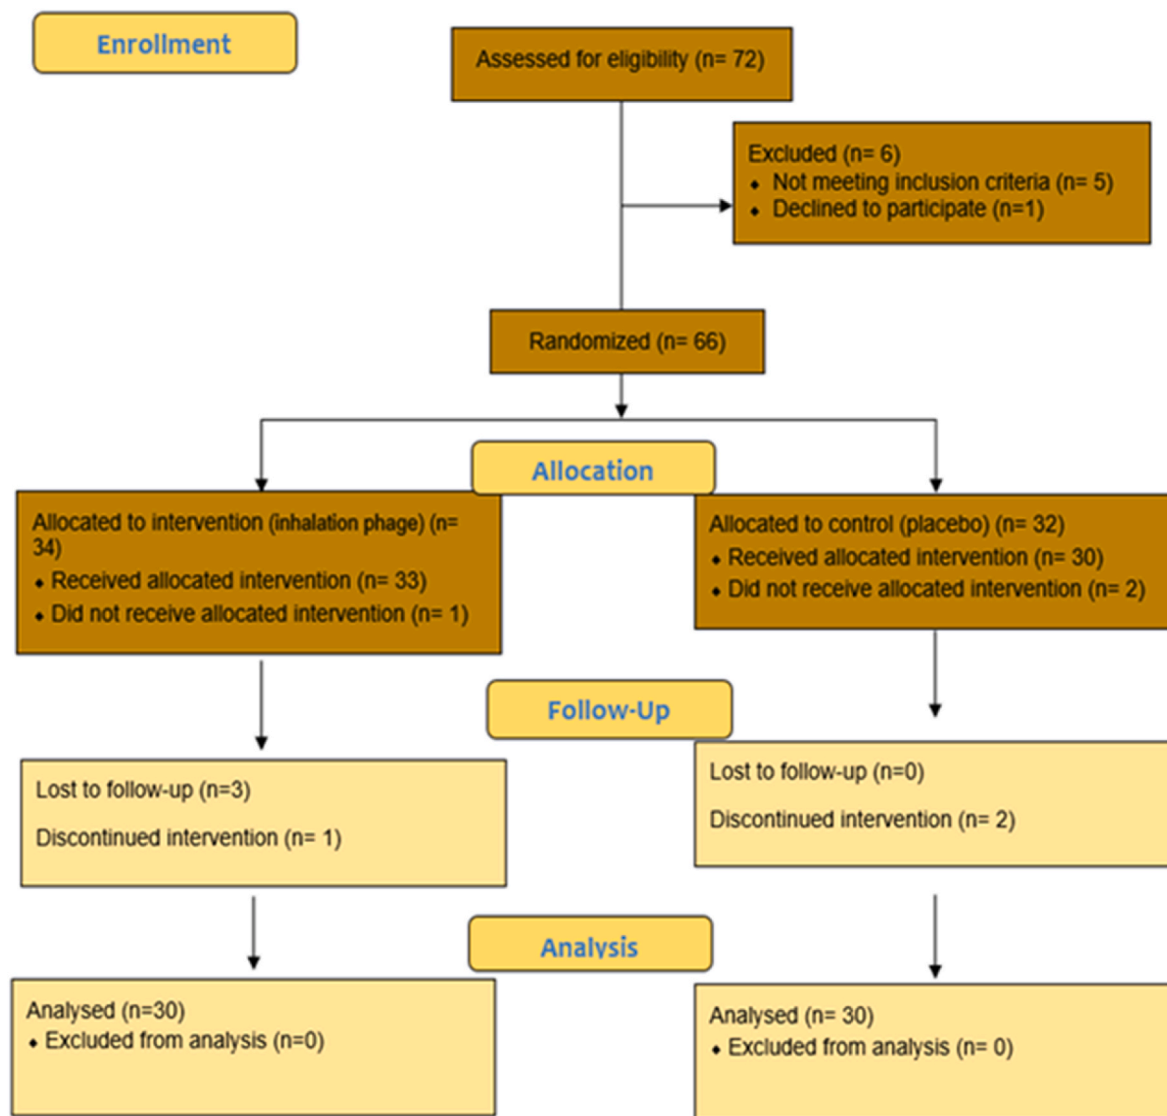 Enrollment
Assessed for eligibility (n= 72)
Excluded (n= 6)
⬧ Not meeting inclusion criteria (n= 5)
⬧ Declined to participate (n=1)
Randomized (n= 66)
Allocation
Allocated to intervention (inhalation phage) (n=
34)
⬧ Received allocated intervention (n= 33)
⬧ Did not receive allocated intervention (n= 1)
Allocated to control (placebo) (n= 32)
⬧ Received allocated intervention (n= 30)
⬧ Did not receive allocated intervention (n= 2)
Follow-Up
Lost to follow-up (n=3)
Discontinued intervention (n= 1)
Lost to follow-up (n=0)
Discontinued intervention (n= 2)
Analysis
Analysed (n=30)
⬧ Excluded from analysis (n=0)
Analysed (n= 30)
⬧ Excluded from analysis (n= 0)